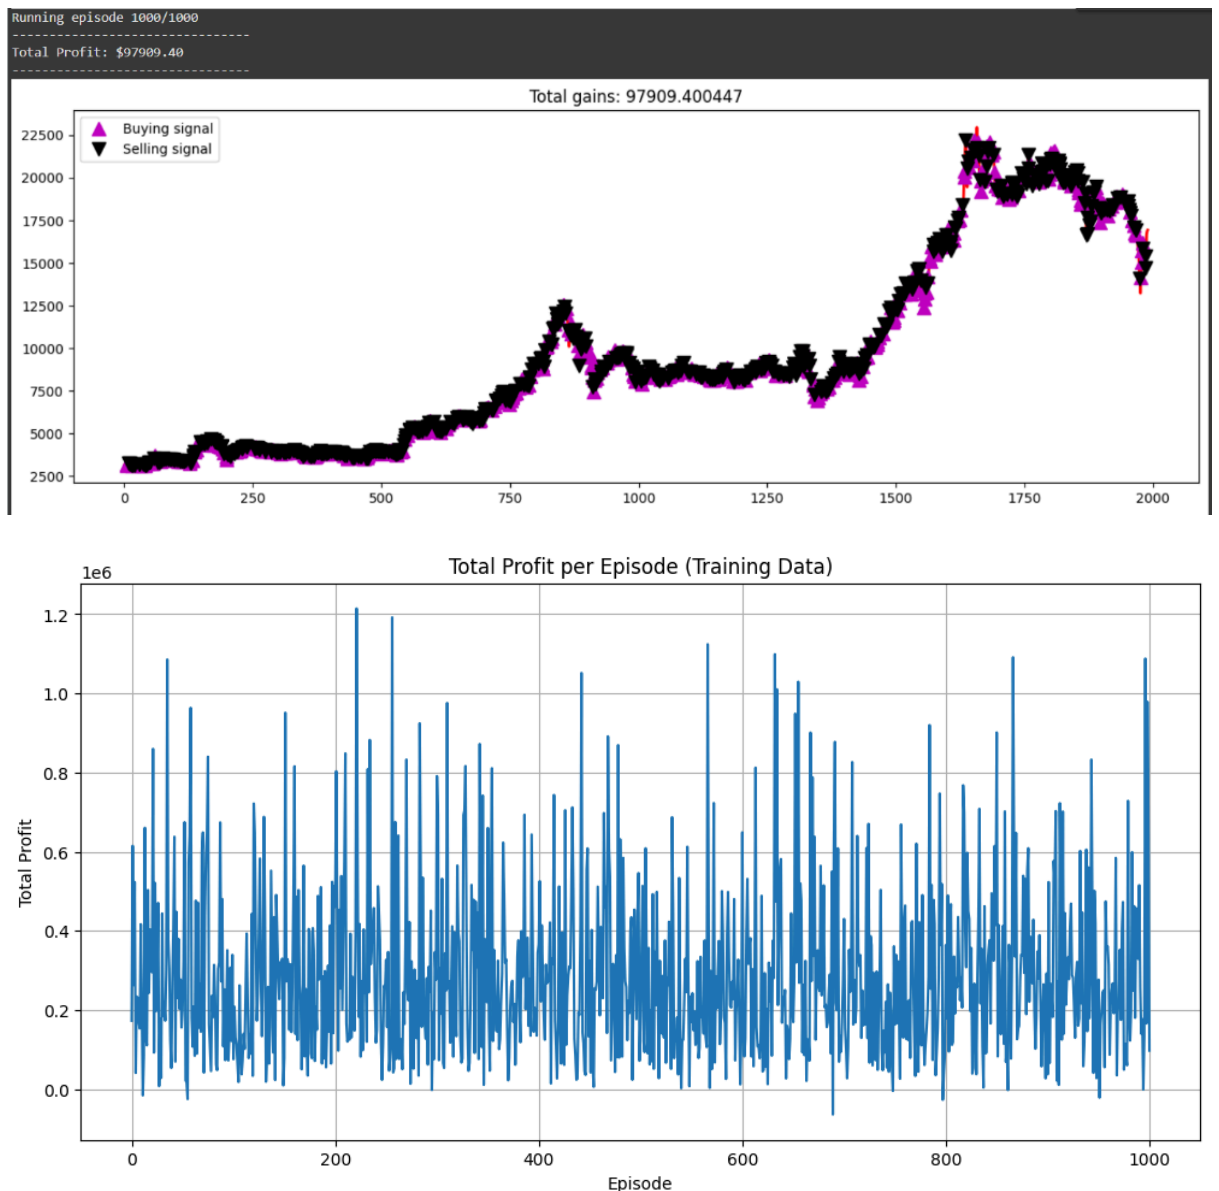 Running episode 1000/1000
--------------------------------
Total Profit: $97909.40
--------------------------------
Total gains: 97909.400447
Buying signal
Selling signal
22500
20000
17500
15000
12500
10000
7500
5000
2500
0 250 500 750 1000 1250 1500 1750 2000
Total Profit per Episode (Training Data)
1e6
1.2
1.0
0.8
0.6
0.4
0.2
0.0
Total Profit
0 200 400 600 800 1000
Episode